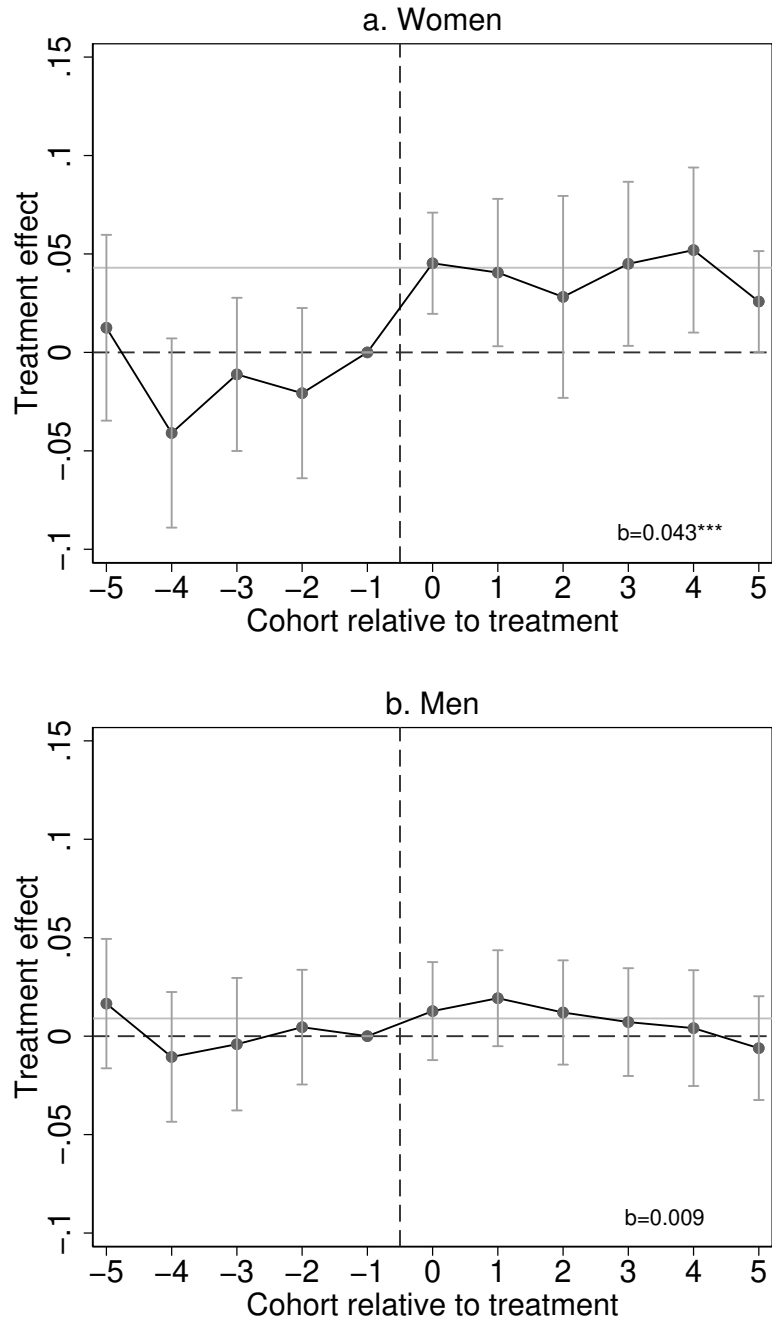 a. Women
Treatment effect
.15
.1
.05
0
−.05
−.1
b=0.043***
−5 −4 −3 −2 −1 0 1 2 3 4 5
Cohort relative to treatment
b. Men
Treatment effect
.15
.1
.05
0
−.05
−.1
b=0.009
−5 −4 −3 −2 −1 0 1 2 3 4 5
Cohort relative to treatment